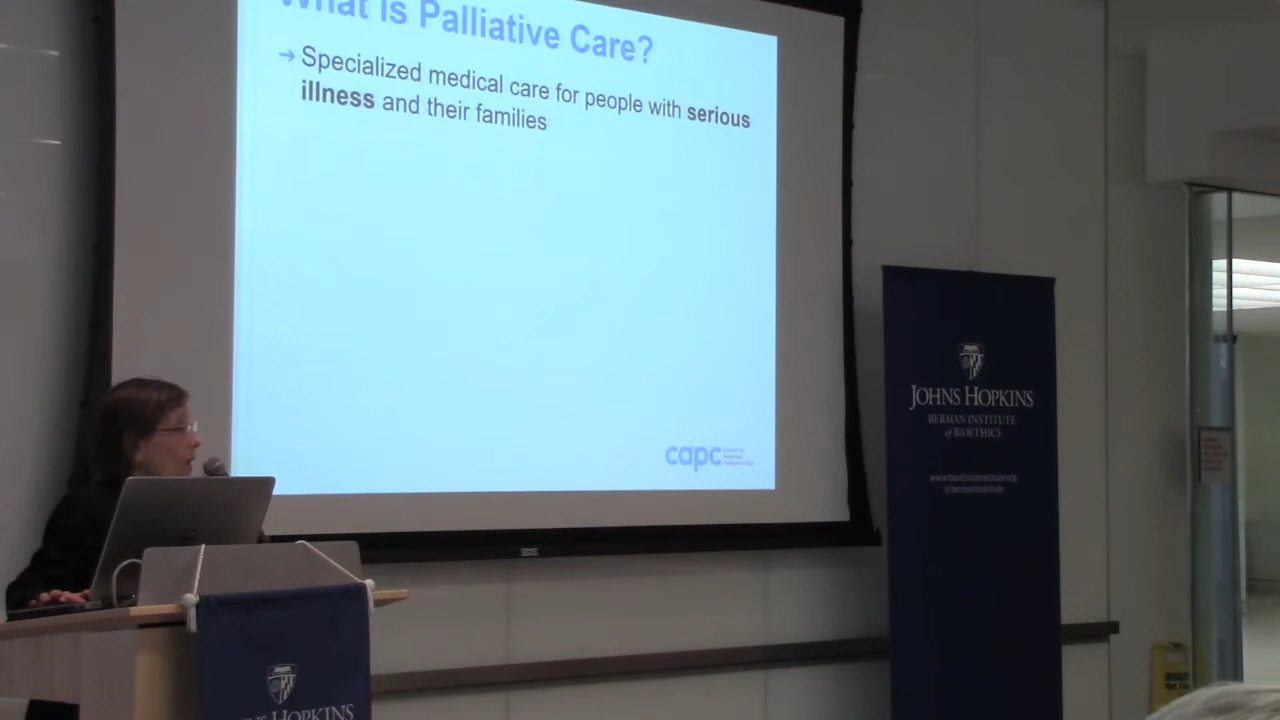 What is Palliative Care?
→ Specialized medical care for people with serious
illness and their families
capc
JOHNS HOPKINS
BERMAN INSTITUTE
of BIOETHICS
HOPKINS